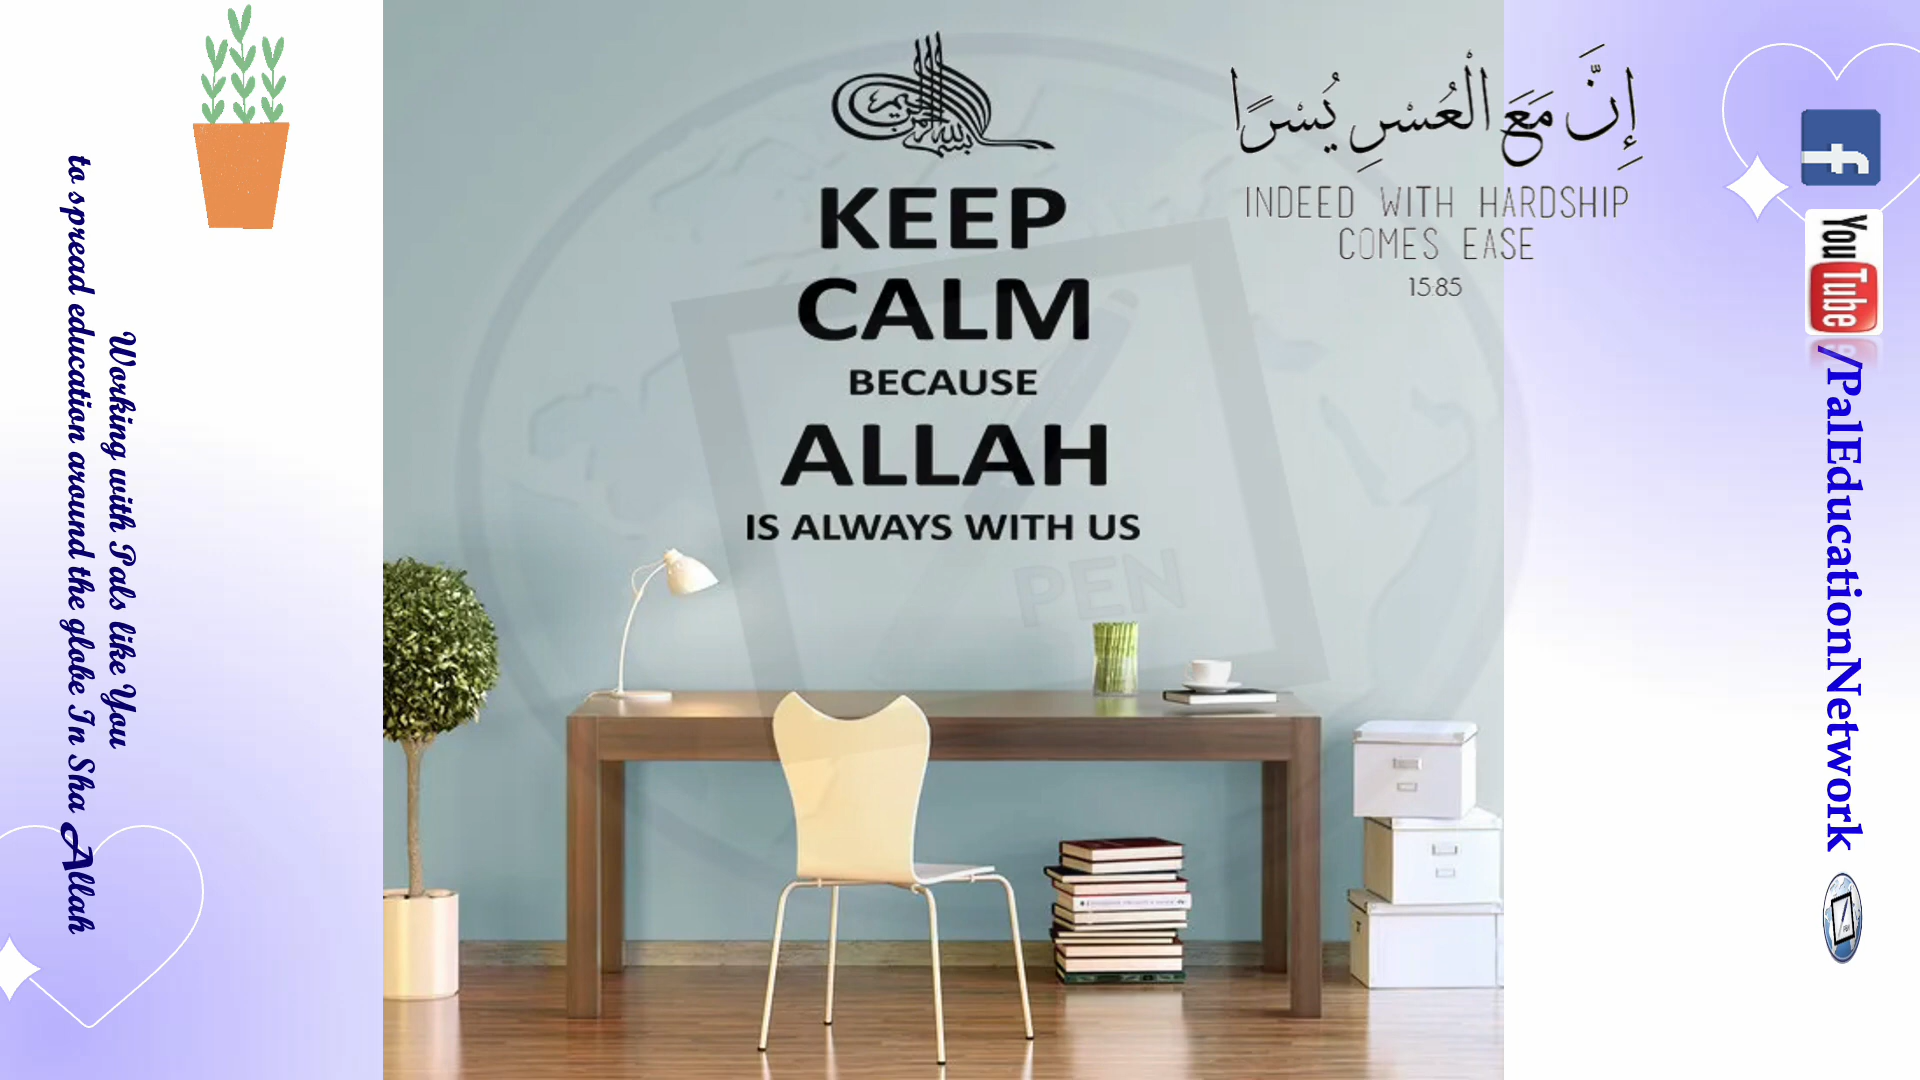 Working with Pals like You
to spread education around the globe In Sha Allah
KEEP
CALM
BECAUSE
ALLAH
IS ALWAYS WITH US
إِنَّ مَعَ الْعُسْرِ يُسْرًا
INDEED WITH HARDSHIP
COMES EASE
15:85
PEN
f
You Tube
/PalEducationNetwork